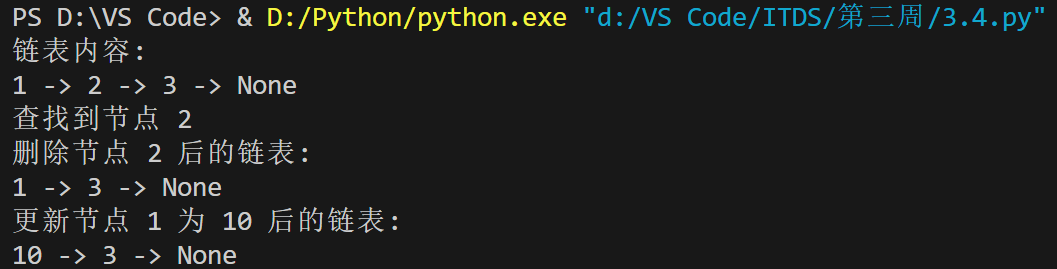 PS D:\VS Code> & D:/Python/python.exe "d:/VS Code/ITDS/第三周/3.4.py"
链表内容:
1 -> 2 -> 3 -> None
查找到节点 2
删除节点 2 后的链表:
1 -> 3 -> None
更新节点 1 为 10 后的链表:
10 -> 3 -> None